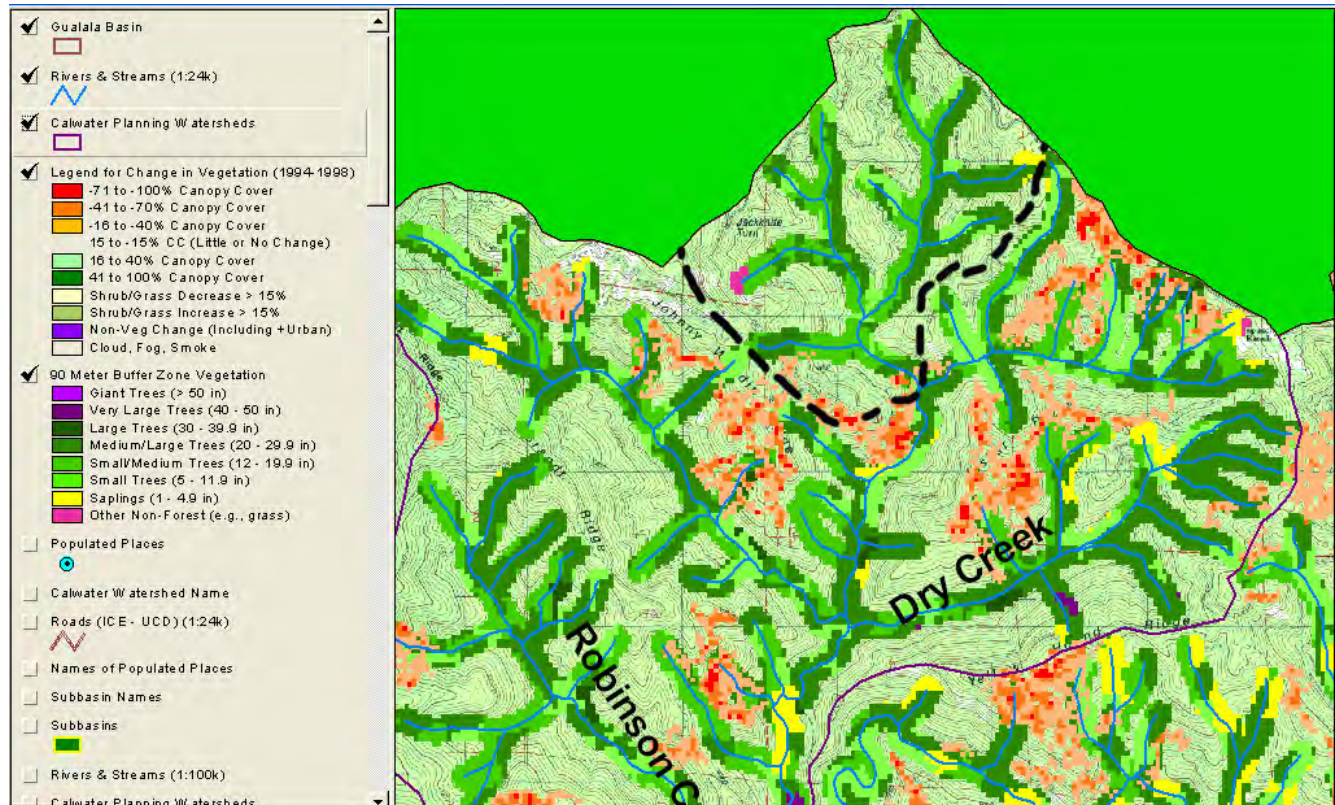 Gualala Basin
Rivers & Streams (1:24k)
Calwater Planning Watersheds
Legend for Change in Vegetation (1994-1998)
-71 to -100% Canopy Cover
-41 to -70% Canopy Cover
-16 to -40% Canopy Cover
15 to -15% CC (Little or No Change)
16 to 40% Canopy Cover
41 to 100% Canopy Cover
Shrub/Grass Decrease > 15%
Shrub/Grass Increase > 15%
Non-Veg Change (Including +Urban)
Cloud, Fog, Smoke
90 Meter Buffer Zone Vegetation
Giant Trees (> 50 in)
Very Large Trees (40 - 50 in)
Large Trees (30 - 39.9 in)
Medium/Large Trees (20 - 29.9 in)
Small/Medium Trees (12 - 19.9 in)
Small Trees (5 - 11.9 in)
Saplings (1 - 4.9 in)
Other Non-Forest (e.g., grass)
Populated Places
Calwater Watershed Name
Roads (ICE - UCD) (1:24k)
Names of Populated Places
Subbasin Names
Subbasins
Rivers & Streams (1:100k)
Calwater Planning Watersheds
Turn
Johnny
Ridge
Ridge
Dry Creek
Ridge
Robinson C